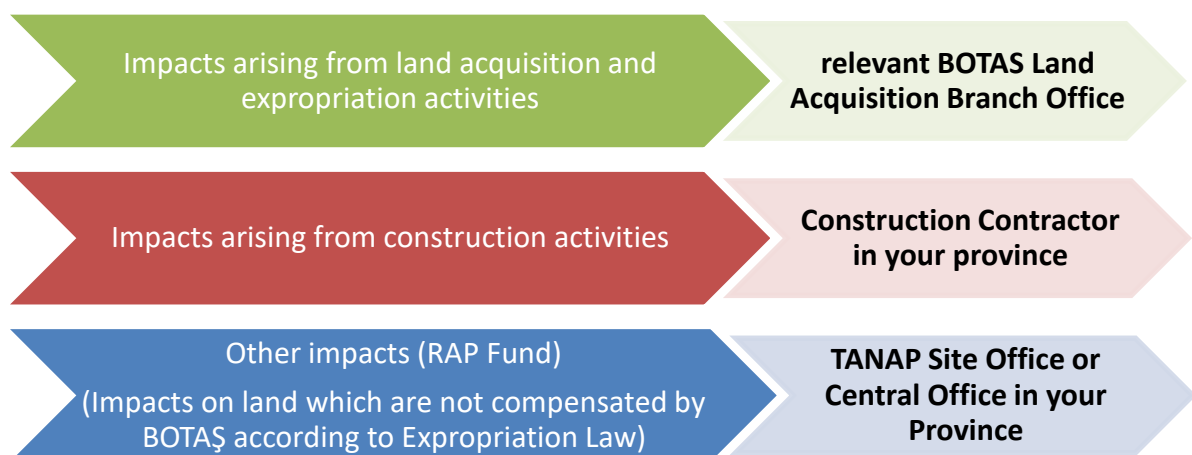 Impacts arising from land acquisition and
expropriation activities
relevant BOTAS Land
Acquisition Branch Office
Impacts arising from construction activities
Construction Contractor
in your province
Other impacts (RAP Fund)
(Impacts on land which are not compensated by
BOTAŞ according to Expropriation Law)
TANAP Site Office or
Central Office in your
Province